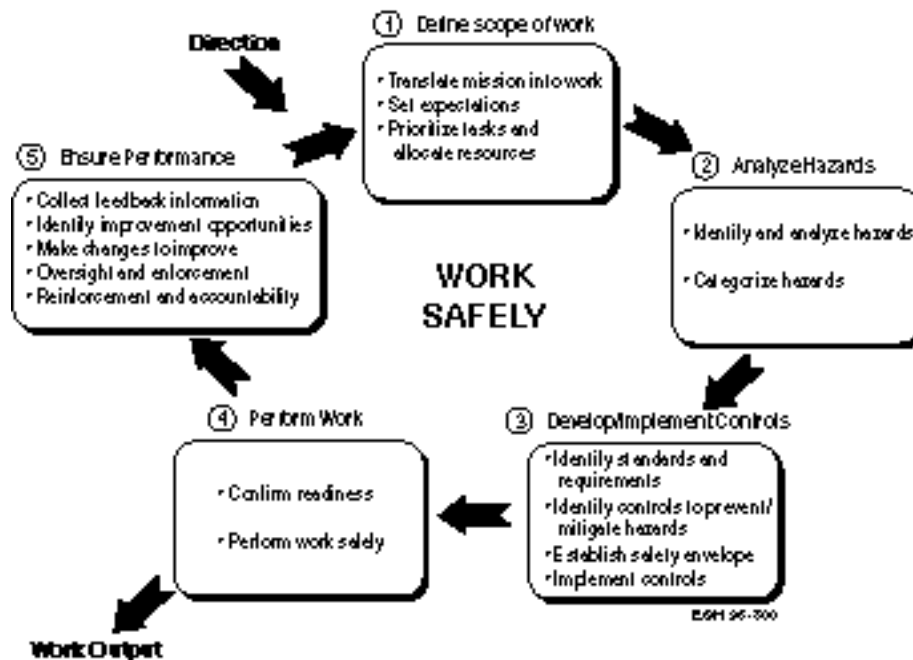 Direction
① Define scope of work
• Translate mission into work
• Set expectations
• Prioritize tasks and
allocate resources
② Analyze Hazards
• Identify and analyze hazards
• Categorize hazards
③ Develop/Implement Controls
• Identify standards and
requirements
• Identify controls to prevent/
mitigate hazards
• Establish safety envelope
• Implement controls
④ Perform Work
• Confirm readiness
• Perform work safely
Work Output
⑤ Ensure Performance
• Collect feedback information
• Identify improvement opportunities
• Make changes to improve
• Oversight and enforcement
• Reinforcement and accountability
WORK
SAFELY